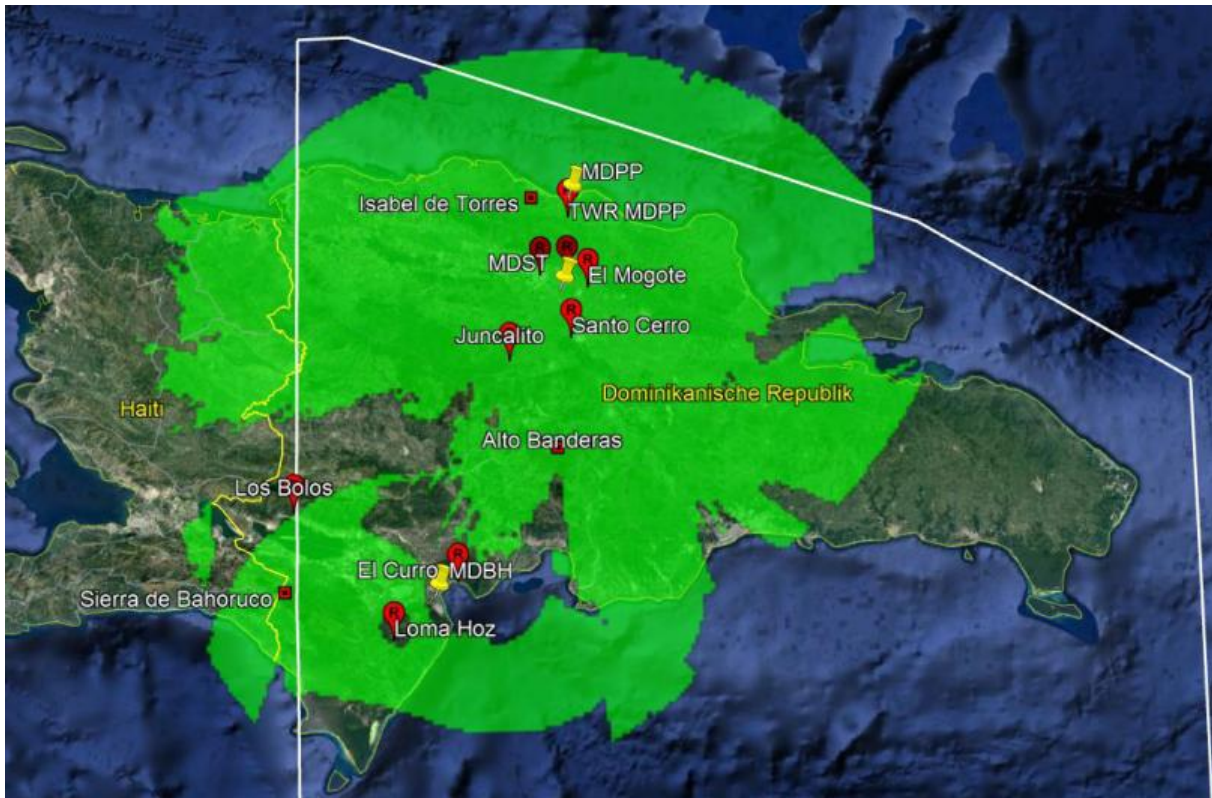 MDPP
Isabel de Torres
TWR MDPP
R
R
MDST
R
El Mogote
R
Santo Cerro
Juncalito
Dominikanische Republik
Haiti
Alto Banderas
Los Bolos
R
El Curro MDBH
Sierra de Bahoruco
R
Loma Hoz